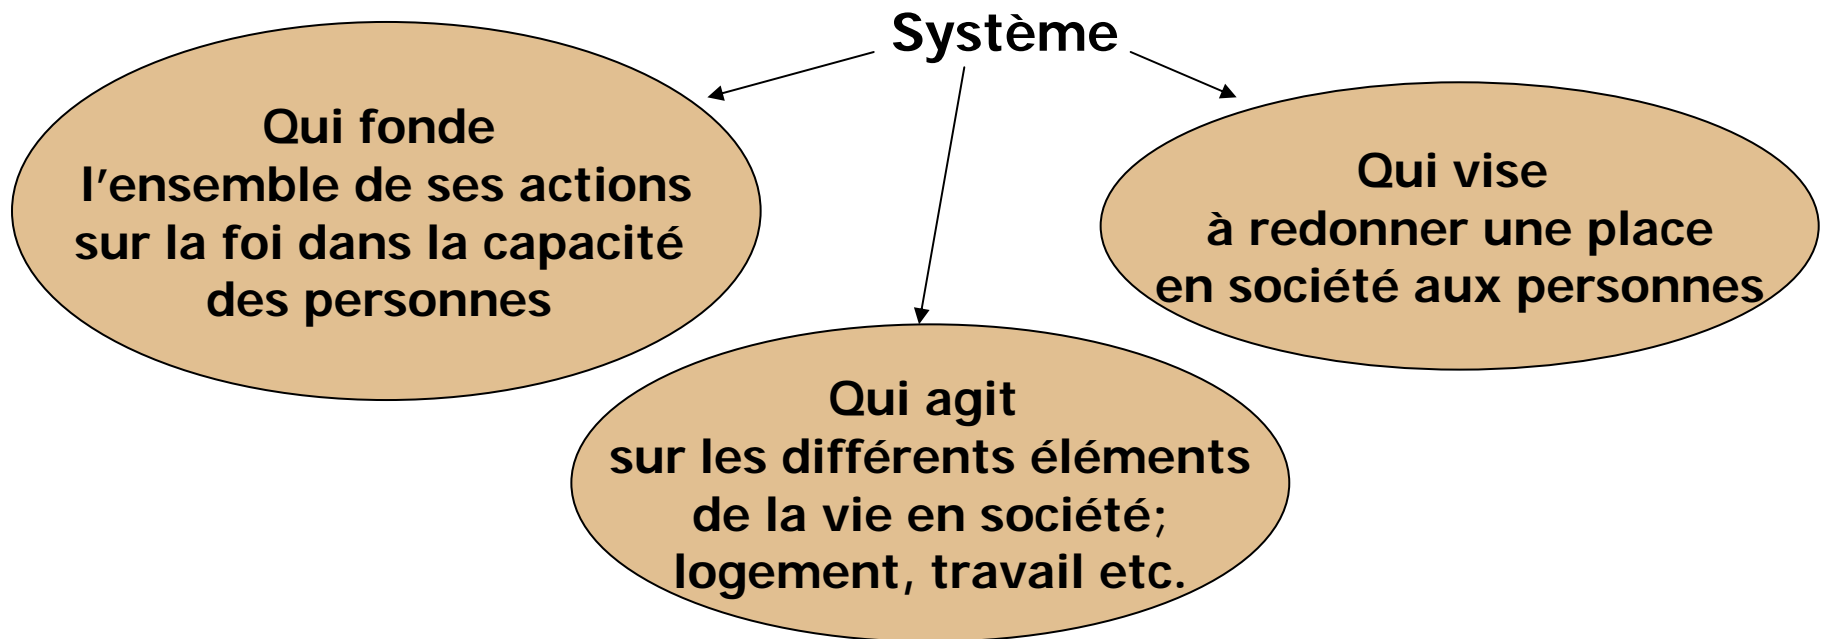 Système
Qui fonde
l'ensemble de ses actions
sur la foi dans la capacité
des personnes
Qui agit
sur les différents éléments
de la vie en société;
logement, travail etc.
Qui vise
à redonner une place
en société aux personnes